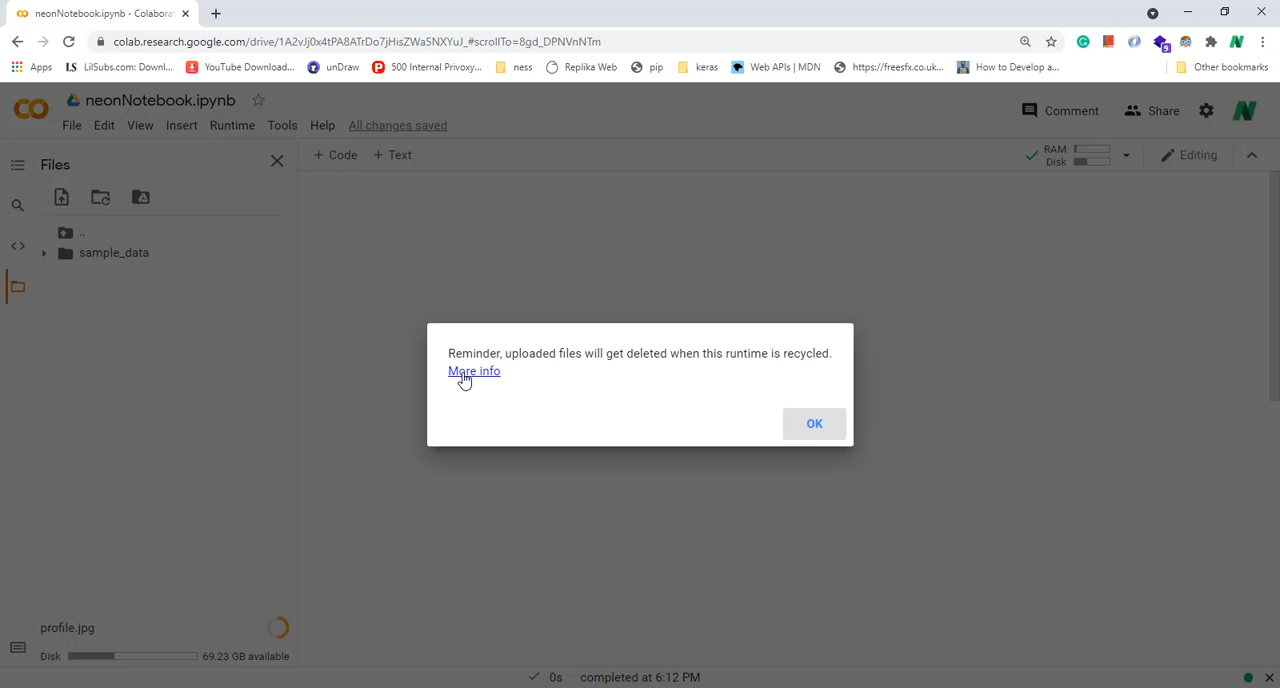 neonNotebook.ipynb - Colabora
colab.research.google.com/drive/1A2vJj0x4tPA8ATrDo7jHisZWa5NXYuJ_#scrollTo=8gd_DPNVnNTm
9
Apps LilSubs.com: Downl... YouTube Download... unDraw 500 Internal Privoxy... ness Replika Web pip keras Web APIs | MDN https://freesfx.co.uk... How to Develop a... Other bookmarks
neonNotebook.ipynb
Comment Share
File Edit View Insert Runtime Tools Help All changes saved
Files
+ Code + Text
RAM
Disk
Editing
..
sample_data
Reminder, uploaded files will get deleted when this runtime is recycled.
More info
OK
profile.jpg
Disk 69.23 GB available
0s completed at 6:12 PM